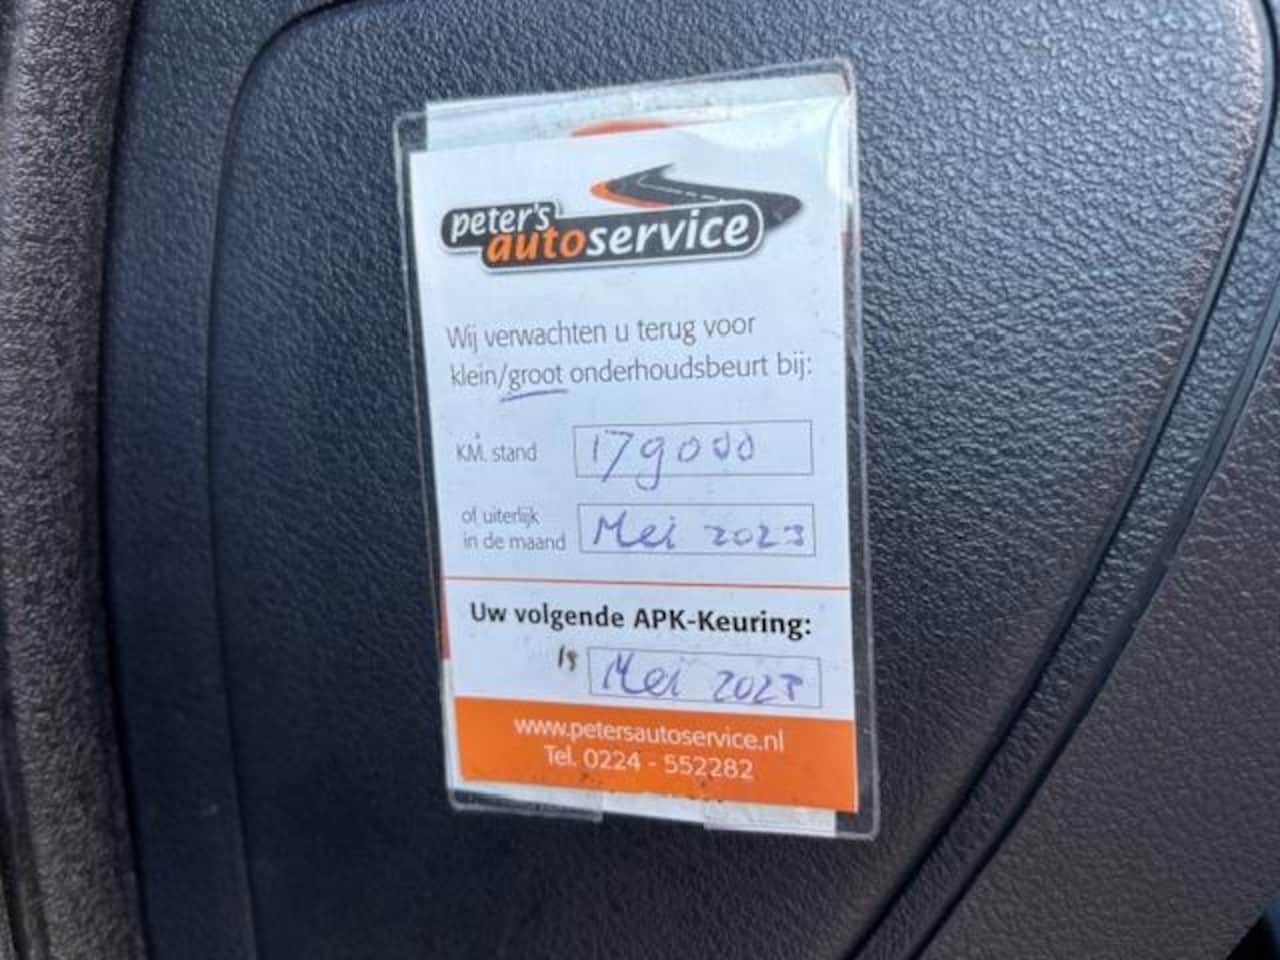 peter's
autoservice
Wij verwachten u terug voor
klein/groot onderhoudsbeurt bij:
KM. stand 179000
of uiterlijk
in de maand Mei 2023
Uw volgende APK-Keuring:
Mei 2023
www.petersautoservice.nl
Tel. 0224 - 552282